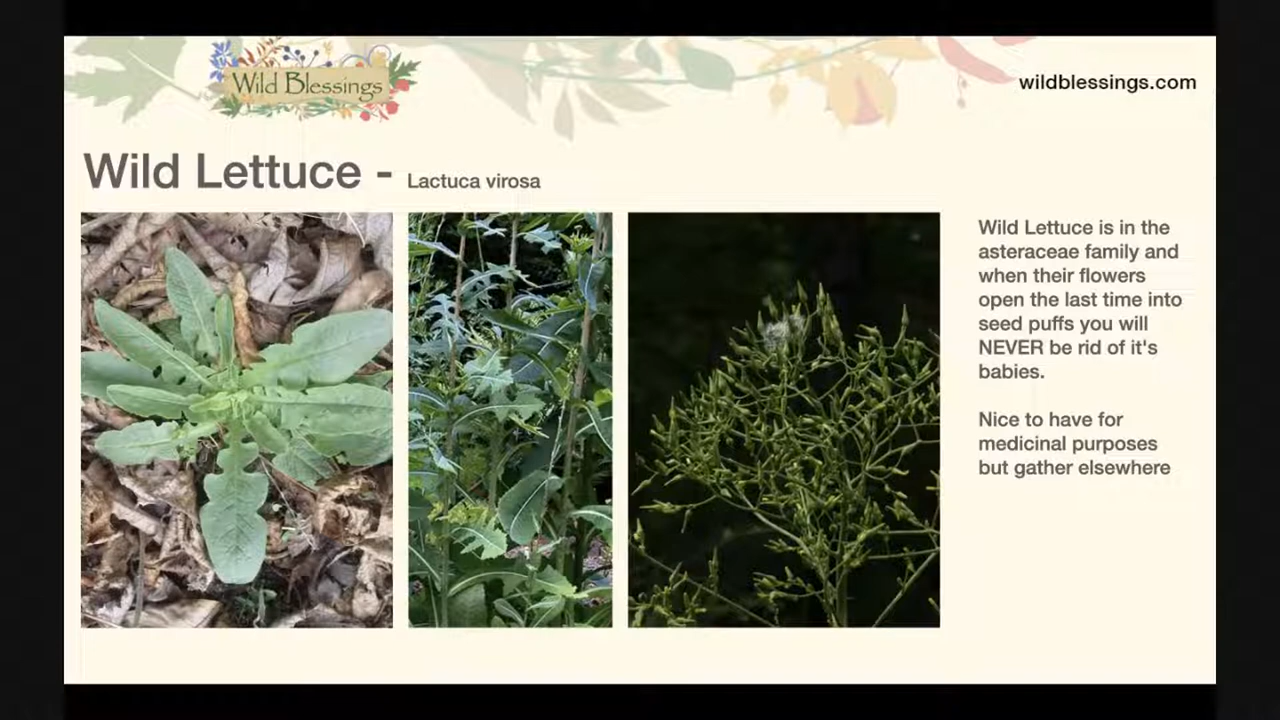 Wild Blessings
wildblessings.com
Wild Lettuce - Lactuca virosa
Wild Lettuce is in the
asteraceae family and
when their flowers
open the last time into
seed puffs you will
NEVER be rid of it's
babies.
Nice to have for
medicinal purposes
but gather elsewhere